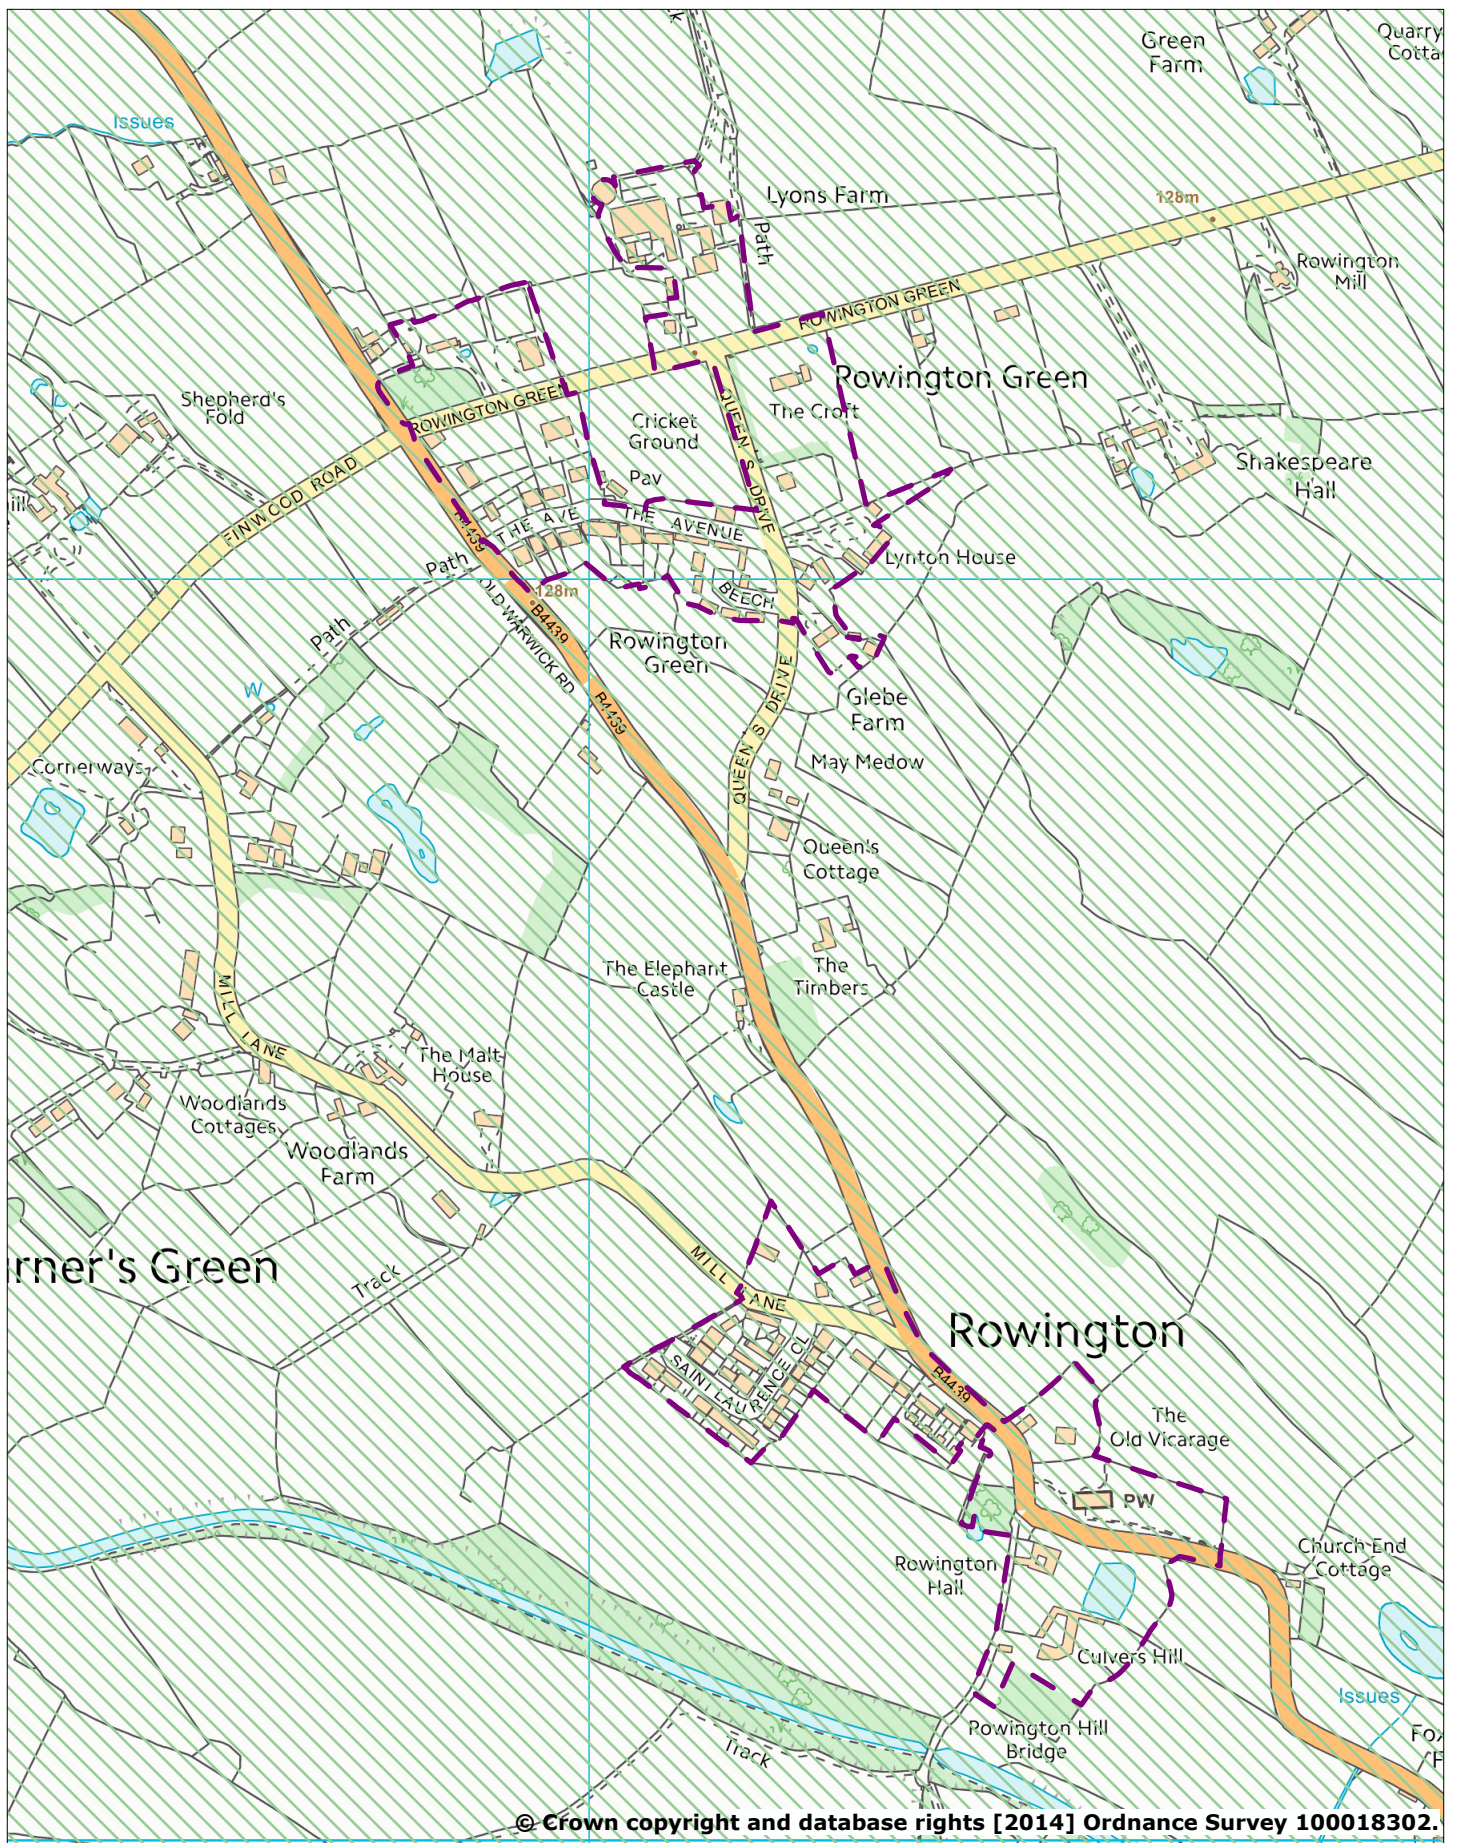 Green
Farm
Quarry
Cotta
Issues
128m
Lyons Farm
Path
Rowington
Mill
ROWINGTON GREEN
Rowington Green
Shepherd's
Fold
ROWINGTON GREEN
The Croft
Cricket
Ground
QUEEN S DRIVE
Pav
Shakespeare
Hall
ill
FINWOOD ROAD
B4439
THE AVE
THE AVENUE
Path
Lynton House
128m
BEECH
OLD WARWICK RD
B4439
Path
Rowington
Green
W
B4439
QUEEN S DRIVE
Glebe
Farm
Cornerways
May Medow
Queen's
Cottage
The Elephant
Castle
The
Timbers
MILL LANE
The Malt
House
Woodlands
Cottages
Woodlands
Farm
rner's Green
Track
MILL LANE
Rowington
SAINT LAURENCE CL
B4439
The
Old Vicarage
PW
Church End
Cottage
Rowington
Hall
Culvers Hill
Issues
Rowington Hill
Bridge
Track
Fo
F
© Crown copyright and database rights [2014] Ordnance Survey 100018302.